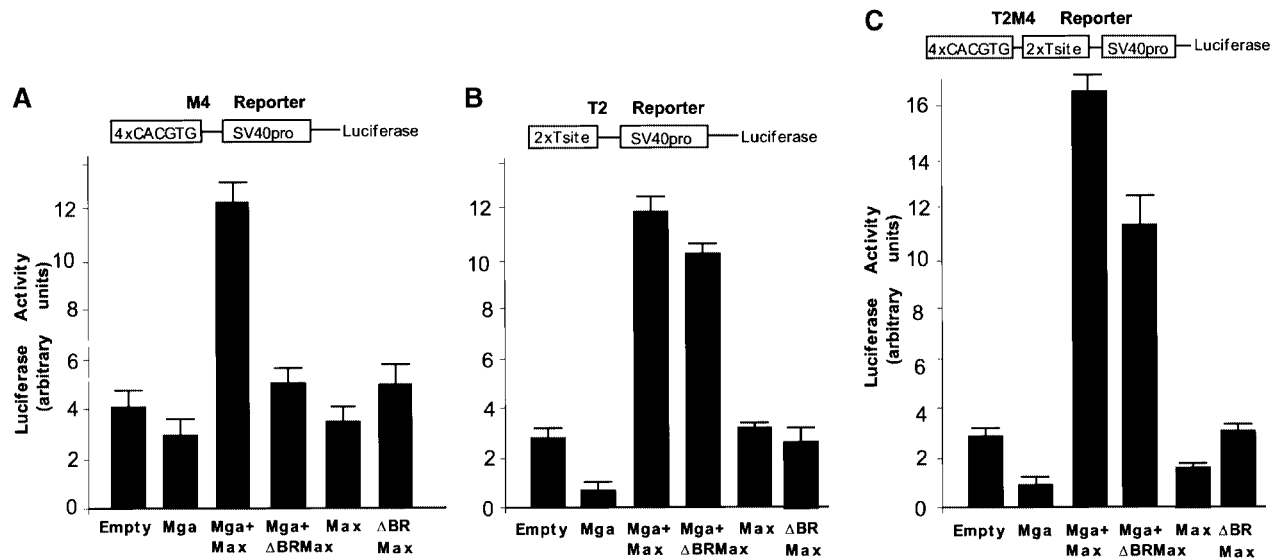 A
M4 Reporter
4xCACGTG SV40pro Luciferase
Luciferase Activity
(arbitrary units)
12
10
8
6
4
2
0
Empty Mga Mga+ Mga+ Max ΔBR
Max ΔBRMax Max
B
T2 Reporter
2xTsite SV40pro Luciferase
12
10
8
6
4
2
0
Empty Mga Mga+ Mga+ Max ΔBR
Max ΔBRMax Max
C
T2M4 Reporter
4xCACGTG 2xTsite SV40pro Luciferase
Luciferase Activity
(arbitrary units)
16
14
12
10
8
6
4
2
0
Empty Mga Mga+ Mga+ Max ΔBR
Max ΔBRMax Max